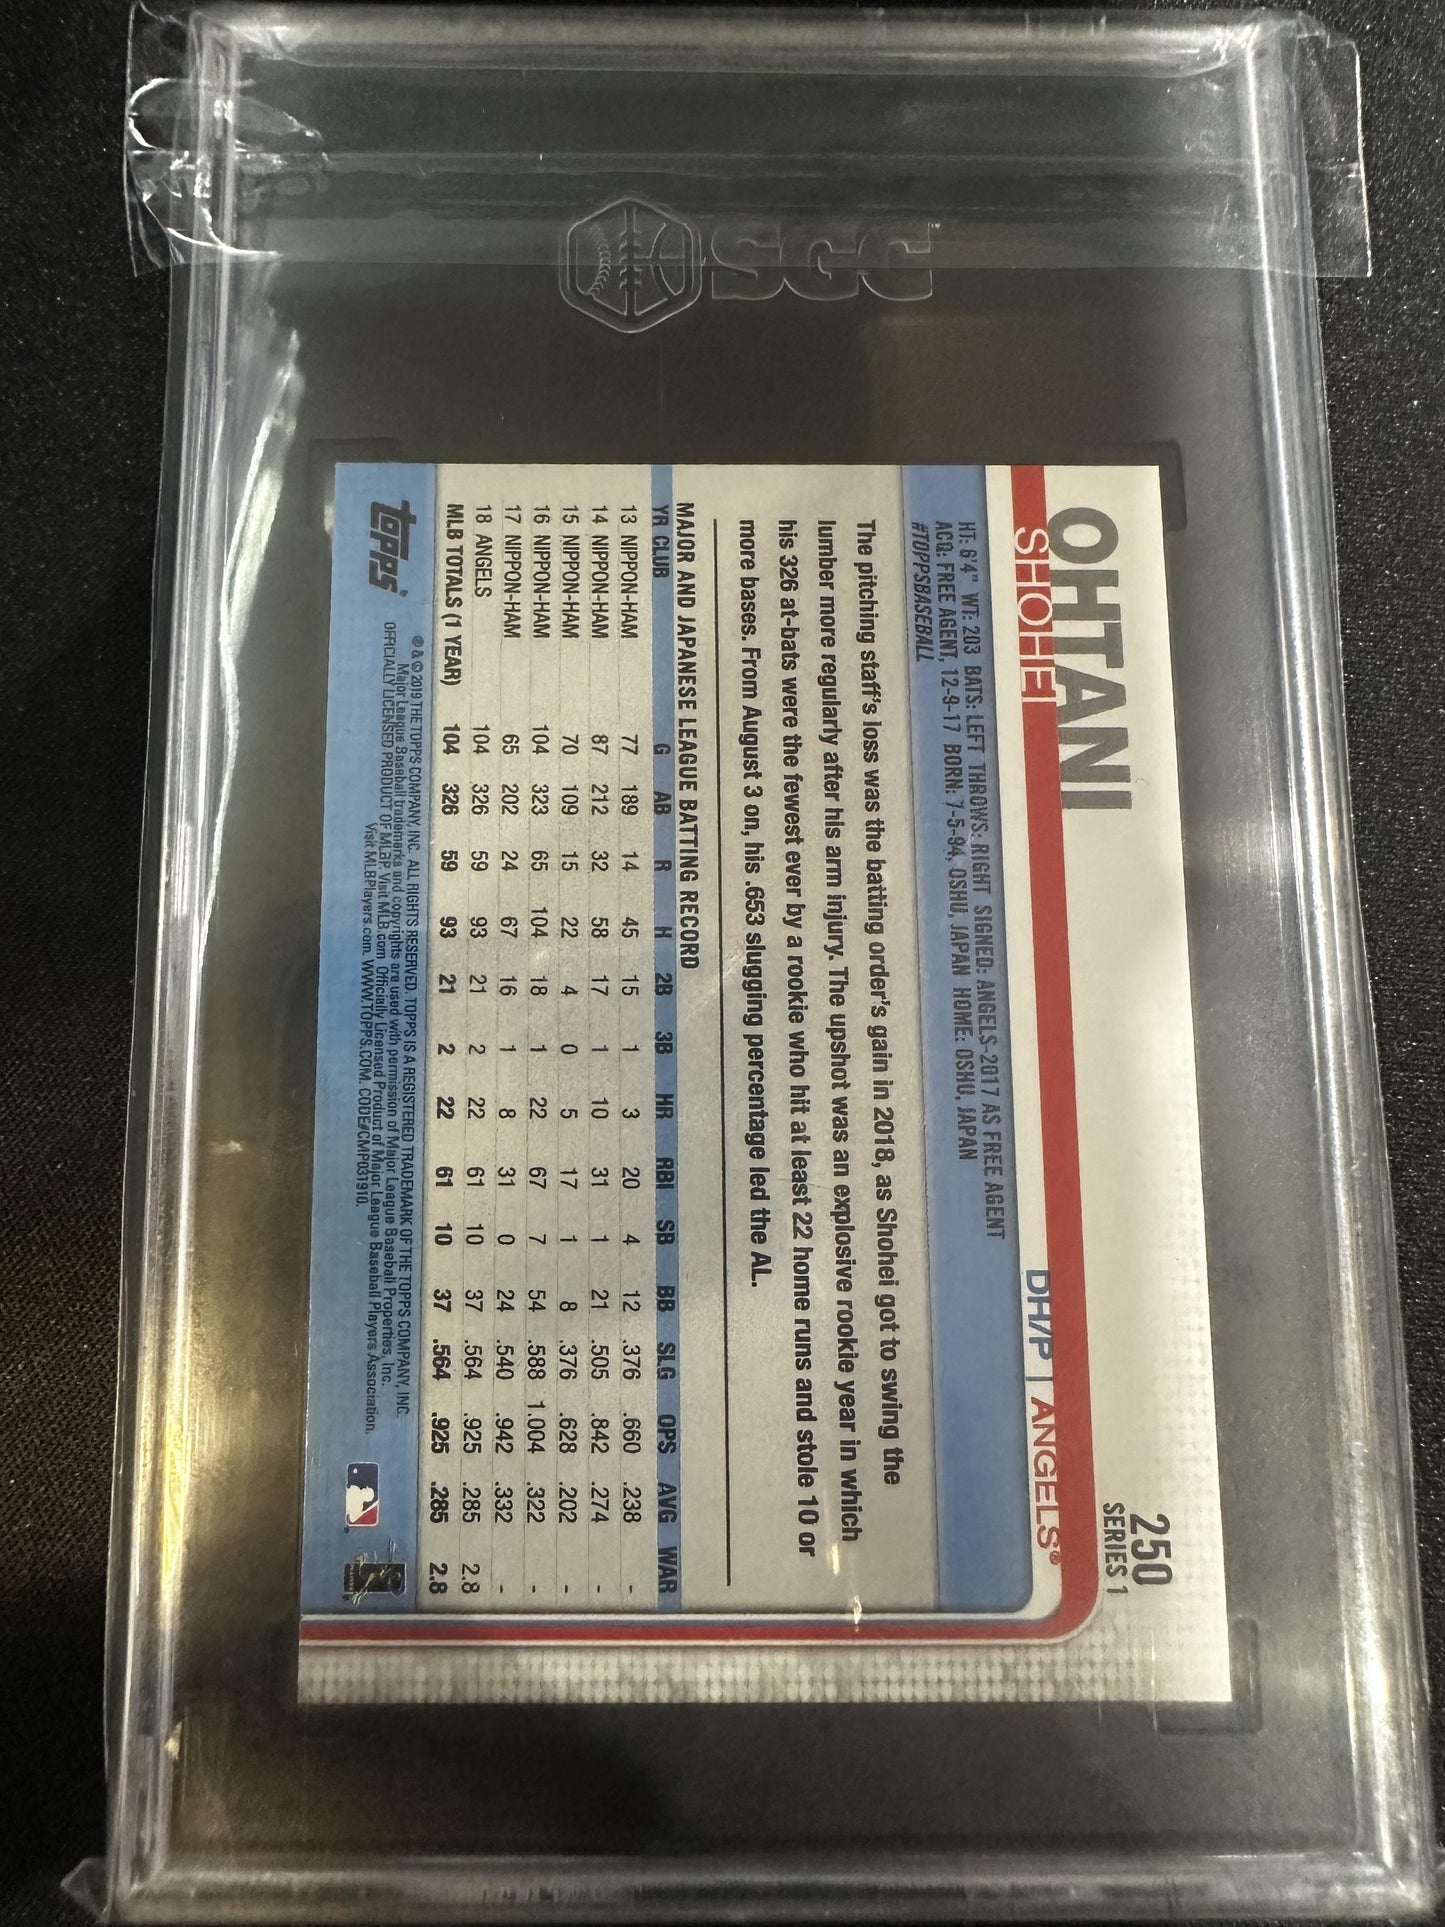 SGC
250
SERIES 1
OHTANI
SHOHEI
DH/P | ANGELS®
HT: 6'4" WT: 203 BATS: LEFT THROWS: RIGHT SIGNED: ANGELS-2017 AS FREE AGENT
ACQ: FREE AGENT, 12-9-17 BORN: 7-5-94, OSHU, JAPAN HOME: OSHU, JAPAN
#TOPPSBASEBALL
The pitching staff's loss was the batting order's gain in 2018, as Shohei got to swing the
lumber more regularly after his arm injury. The upshot was an explosive rookie year in which
his 326 at-bats were the fewest ever by a rookie who hit at least 22 home runs and stole 10 or
more bases. From August 3 on, his .653 slugging percentage led the AL.
MAJOR AND JAPANESE LEAGUE BATTING RECORD
YR CLUB G AB R H 2B 3B HR RBI SB BB SLG OPS AVG WAR
13 NIPPON-HAM 77 189 14 45 15 1 3 20 4 12 .376 .660 .238 -
14 NIPPON-HAM 87 212 32 58 17 1 10 31 1 21 .505 .842 .274 -
15 NIPPON-HAM 70 109 15 22 4 0 5 17 1 8 .376 .628 .202 -
16 NIPPON-HAM 104 323 65 104 18 1 22 67 7 54 .588 1.004 .322 -
17 NIPPON-HAM 65 202 24 67 16 1 8 31 0 24 .540 .942 .332 -
18 ANGELS 104 326 59 93 21 2 22 61 10 37 .564 .925 .285 2.8
MLB TOTALS (1 YEAR) 104 326 59 93 21 2 22 61 10 37 .564 .925 .285 2.8
topps®
® & © 2019 THE TOPPS COMPANY, INC. ALL RIGHTS RESERVED. TOPPS IS A REGISTERED TRADEMARK OF THE TOPPS COMPANY, INC.
Major League Baseball trademarks and copyrights are used with permission of Major League Baseball Properties, Inc.
OFFICIALLY LICENSED PRODUCT OF MLBP. Visit MLB.com Officially Licensed Product of Major League Baseball Players Association.
Visit MLBPlayers.com. WWW.TOPPS.COM. CODE#CMP031910.